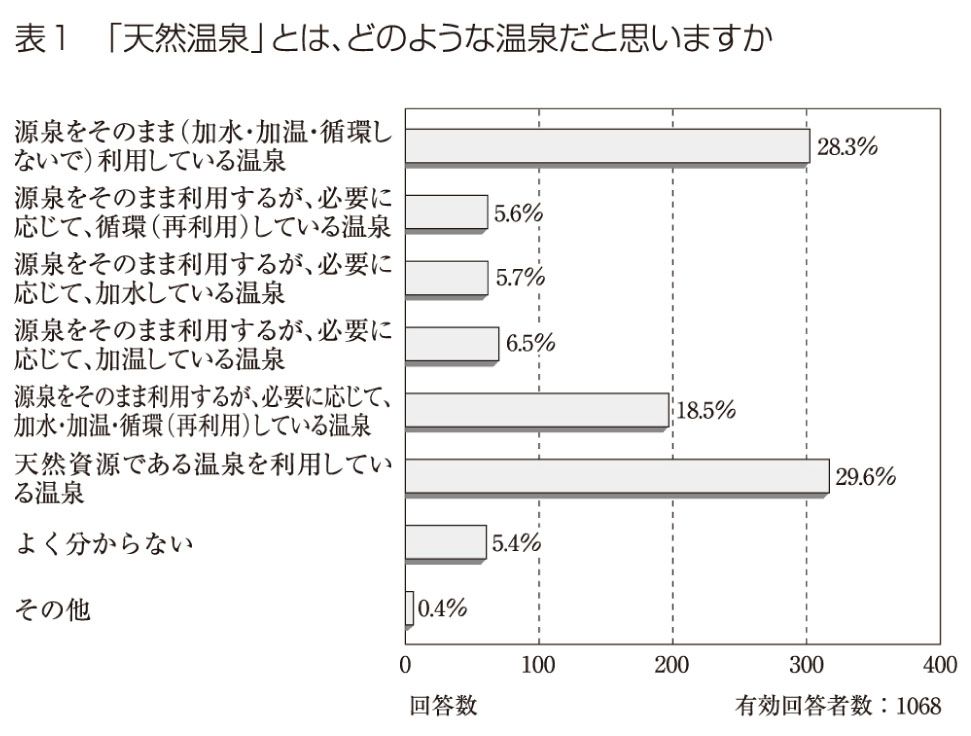 表1 「天然温泉」とは、どのような温泉だと思いますか
源泉をそのまま(加水・加温・循環し
ないで)利用している温泉
28.3%
源泉をそのまま利用するが、必要に
応じて、循環(再利用)している温泉
5.6%
源泉をそのまま利用するが、必要に
応じて、加水している温泉
5.7%
源泉をそのまま利用するが、必要に
応じて、加温している温泉
6.5%
源泉をそのまま利用するが、必要に応じて、
加水・加温・循環(再利用)している温泉
18.5%
天然資源である温泉を利用してい
る温泉
29.6%
よく分からない
5.4%
その他
0.4%
0 100 200 300 400
回答数 有効回答者数:1068